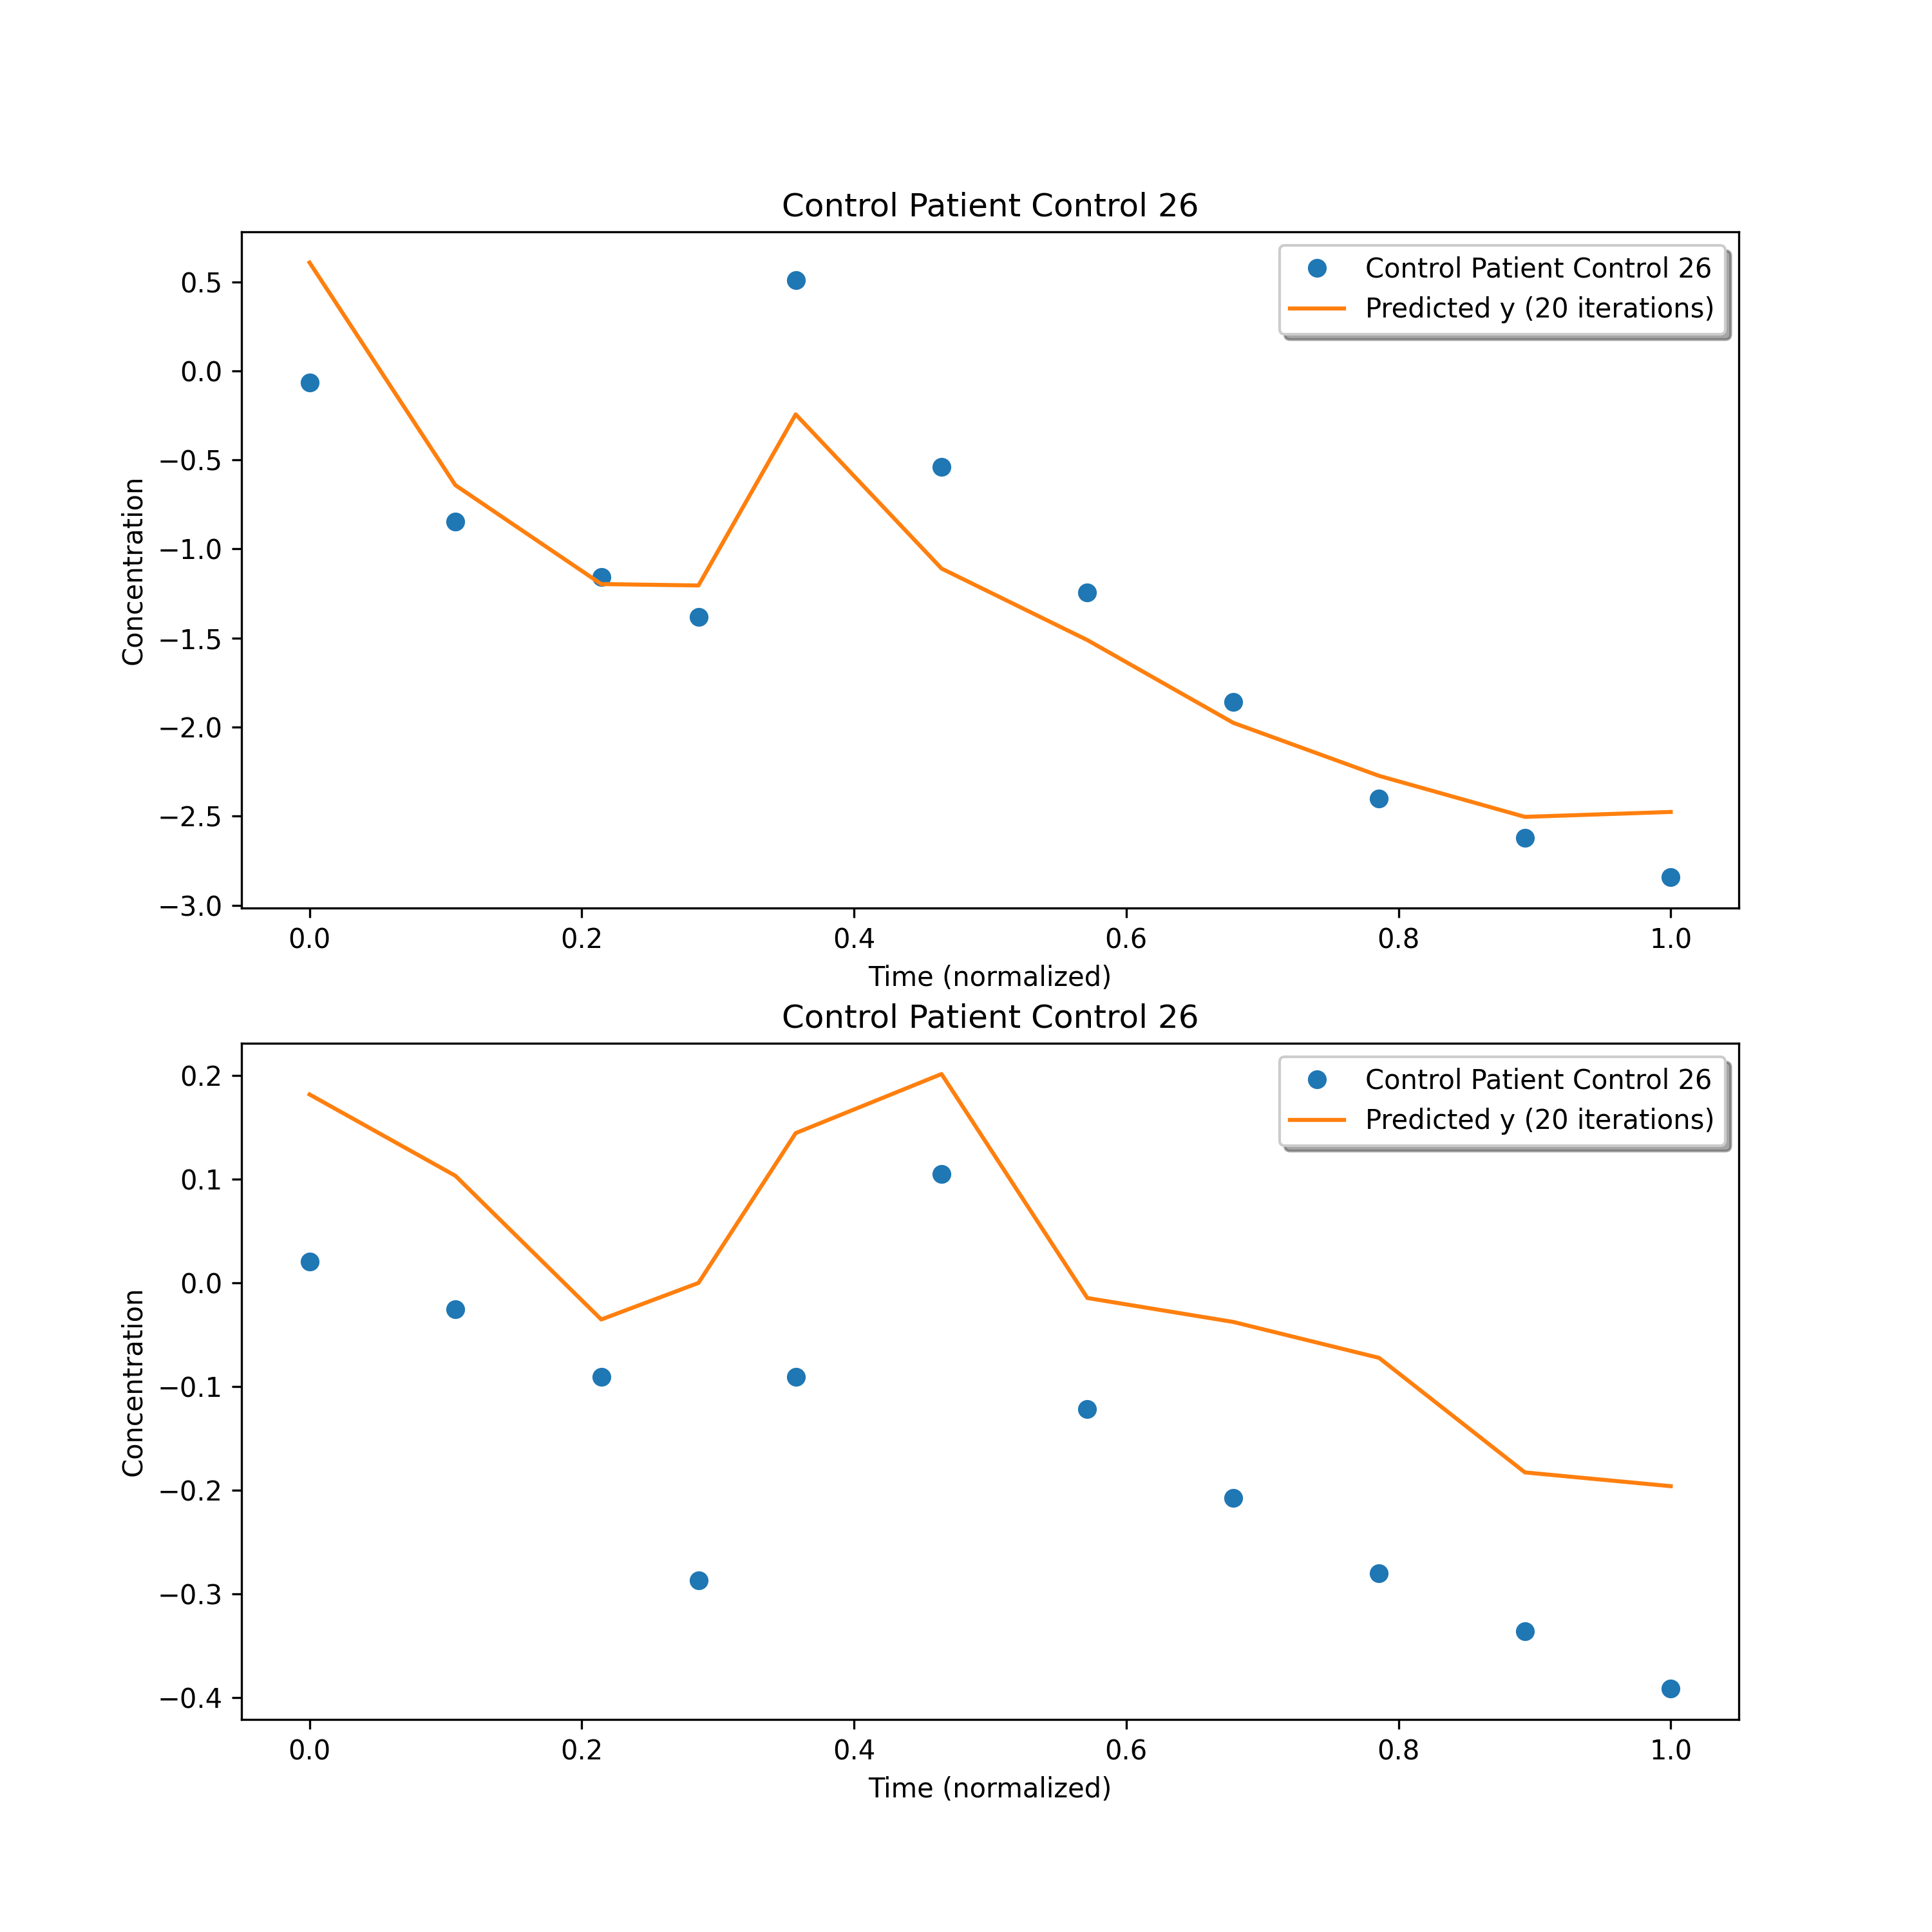 Control Patient Control 26
Control Patient Control 26
Predicted y (20 iterations)
0.5
0.0
−0.5
−1.0
−1.5
−2.0
−2.5
−3.0
Concentration
0.0 0.2 0.4 0.6 0.8 1.0
Time (normalized)
Control Patient Control 26
Control Patient Control 26
Predicted y (20 iterations)
0.2
0.1
0.0
−0.1
−0.2
−0.3
−0.4
Concentration
0.0 0.2 0.4 0.6 0.8 1.0
Time (normalized)